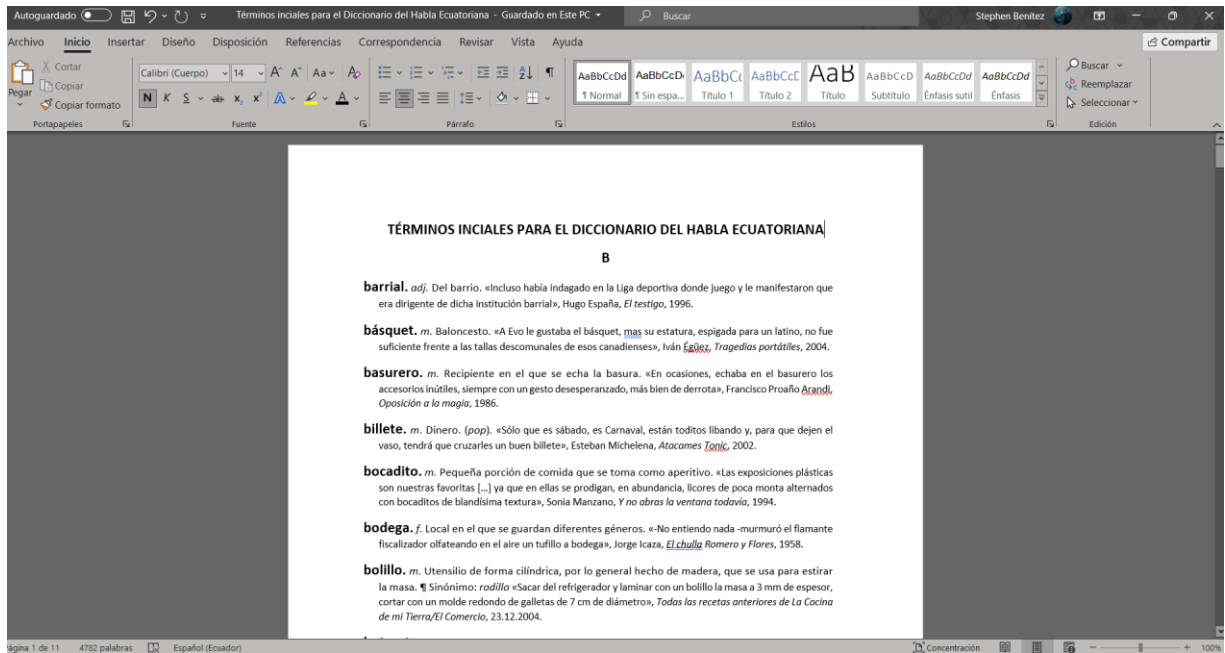 Autoguardado
Términos inciales para el Diccionario del Habla Ecuatoriana - Guardado en Este PC
Buscar
Stephen Benítez
Archivo Inicio Insertar Diseño Disposición Referencias Correspondencia Revisar Vista Ayuda
Compartir
Pegar
Cortar
Copiar
Copiar formato
Portapapeles
Calibri (Cuerpo) 14 A^ Aˇ Aa A
N K S ab x₂ x² A A
Fuente
Párrafo
AaBbCcDd AaBbCcD AaBbC AaBbCcC AaB AaBbCcD AaBbCcDd AaBbCcDd
¶ Normal ¶ Sin espa... Título 1 Título 2 Título Subtítulo Énfasis sutil Énfasis
Estilos
Buscar
Reemplazar
Seleccionar
Edición
TÉRMINOS INCIALES PARA EL DICCIONARIO DEL HABLA ECUATORIANA
B
barrial. adj. Del barrio. «Incluso había indagado en la Liga deportiva donde juego y le manifestaron que
era dirigente de dicha institución barrial», Hugo España, El testigo, 1996.
básquet. m. Baloncesto. «A Evo le gustaba el básquet, mas su estatura, espigada para un latino, no fue
suficiente frente a las tallas descomunales de esos canadienses», Iván Égüez, Tragedias portátiles, 2004.
basurero. m. Recipiente en el que se echa la basura. «En ocasiones, echaba en el basurero los
accesorios inútiles, siempre con un gesto desesperanzado, más bien de derrota», Francisco Proaño Arandi,
Oposición a la magia, 1986.
billete. m. Dinero. (pop). «Sólo que es sábado, es Carnaval, están toditos libando y, para que dejen el
vaso, tendrá que cruzarles un buen billete», Esteban Michelena, Atacames Tonic, 2002.
bocadito. m. Pequeña porción de comida que se toma como aperitivo. «Las exposiciones plásticas
son nuestras favoritas [...] ya que en ellas se prodigan, en abundancia, licores de poca monta alternados
con bocaditos de blandísima textura», Sonia Manzano, Y no abras la ventana todavía, 1994.
bodega. f. Local en el que se guardan diferentes géneros. «-No entiendo nada -murmuró el flamante
fiscalizador olfateando en el aire un tufillo a bodega», Jorge Icaza, El chulla Romero y Flores, 1958.
bolillo. m. Utensilio de forma cilíndrica, por lo general hecho de madera, que se usa para estirar
la masa. ¶ Sinónimo: rodillo «Sacar del refrigerador y laminar con un bolillo la masa a 3 mm de espesor,
cortar con un molde redondo de galletas de 7 cm de diámetro», Todas las recetas anteriores de La Cocina
de mi Tierra/El Comercio, 23.12.2004.
Página 1 de 11 4782 palabras Español (Ecuador)
Concentración
100%